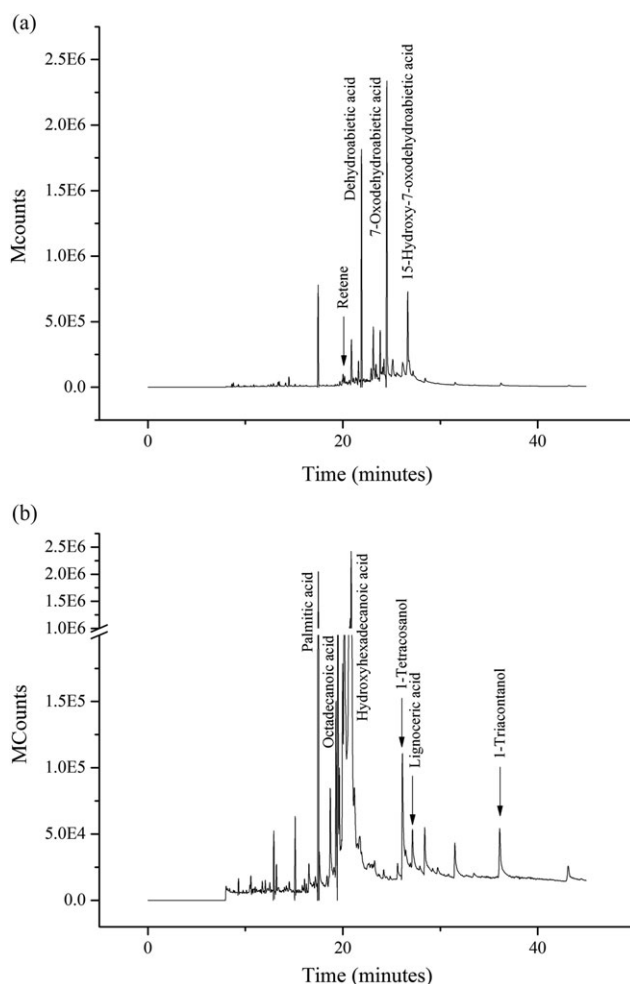 (a)
2.5E6
2.0E6
1.5E6
1.0E6
5.0E5
0.0
Mcounts
Retene
Dehydroabietic acid
7-Oxodehydroabietic acid
15-Hydroxy-7-oxodehydroabietic acid
0
20
40
Time (minutes)
(b)
2.5E6
2.0E6
1.5E6
1.0E6
1.5E5
1.0E5
5.0E4
0.0
MCounts
Palmitic acid
Octadecanoic acid
Hydroxyhexadecanoic acid
1-Tetracosanol
Lignoceric acid
1-Triacontanol
0
20
40
Time (minutes)